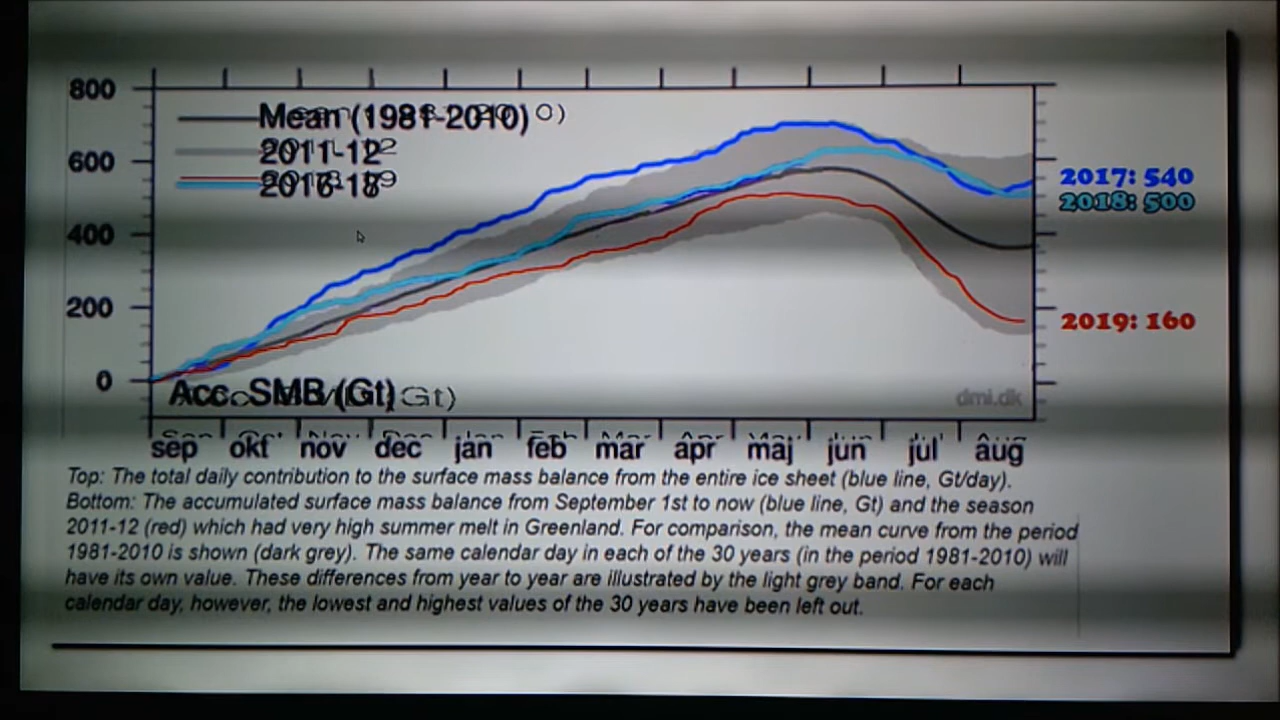 800
600
400
200
0
Mean (1981-2010)
2011-12
Acc. SMB (Gt)
dmi.dk
sep okt nov dec jan feb mar apr maj jun jul aug
2017: 540
2018: 500
2019: 160
Top: The total daily contribution to the surface mass balance from the entire ice sheet (blue line, Gt/day).
Bottom: The accumulated surface mass balance from September 1st to now (blue line, Gt) and the season
2011-12 (red) which had very high summer melt in Greenland. For comparison, the mean curve from the period
1981-2010 is shown (dark grey). The same calendar day in each of the 30 years (in the period 1981-2010) will
have its own value. These differences from year to year are illustrated by the light grey band. For each
calendar day, however, the lowest and highest values of the 30 years have been left out.